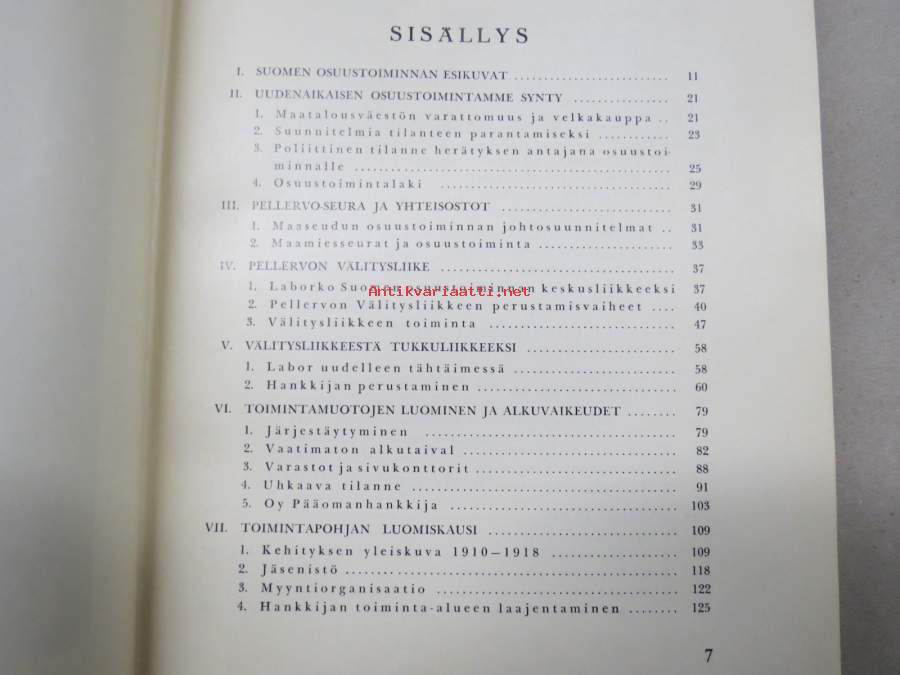 SISÄLLYS
I. SUOMEN OSUUSTOIMINNAN ESIKUVAT 11
II. UUDENAIKAISEN OSUUSTOIMINTAMME SYNTY 21
1. Maatalousväestön varattomuus ja velkakauppa .. 21
2. Suunnitelmia tilanteen parantamiseksi 23
3. Poliittinen tilanne herätyksen antajana osuustoi-
minnalle 25
4. Osuustoimintalaki 29
III. PELLERVO-SEURA JA YHTEISOSTOT 31
1. Maaseudun osuustoiminnan johtosuunnitelmat .. 31
2. Maamiesseurat ja osuustoiminta 33
IV. PELLERVON VÄLITYSLIIKE 37
1. Laborko Suomen osuustoiminnan keskusliikkeeksi 37
Antikvariaatti.net
2. Pellervon Välitysliikkeen perustamisvaiheet .... 40
3. Välitysliikkeen toiminta 47
V. VÄLITYSLIIKKEESTÄ TUKKULIIKKEEKSI 58
1. Labor uudelleen tähtäimessä 58
2. Hankkijan perustaminen 60
VI. TOIMINTAMUOTOJEN LUOMINEN JA ALKUVAIKEUDET 79
1. Järjestäytyminen 79
2. Vaatimaton alkutaival 82
3. Varastot ja sivukonttorit 88
4. Uhkaava tilanne 91
5. Oy Pääomanhankkija 103
VII. TOIMINTAPOHJAN LUOMISKAUSI 109
1. Kehityksen yleiskuva 1910—1918 109
2. Jäsenistö 118
3. Myyntiorganisaatio 122
4. Hankkijan toiminta-alueen laajentaminen 125
7